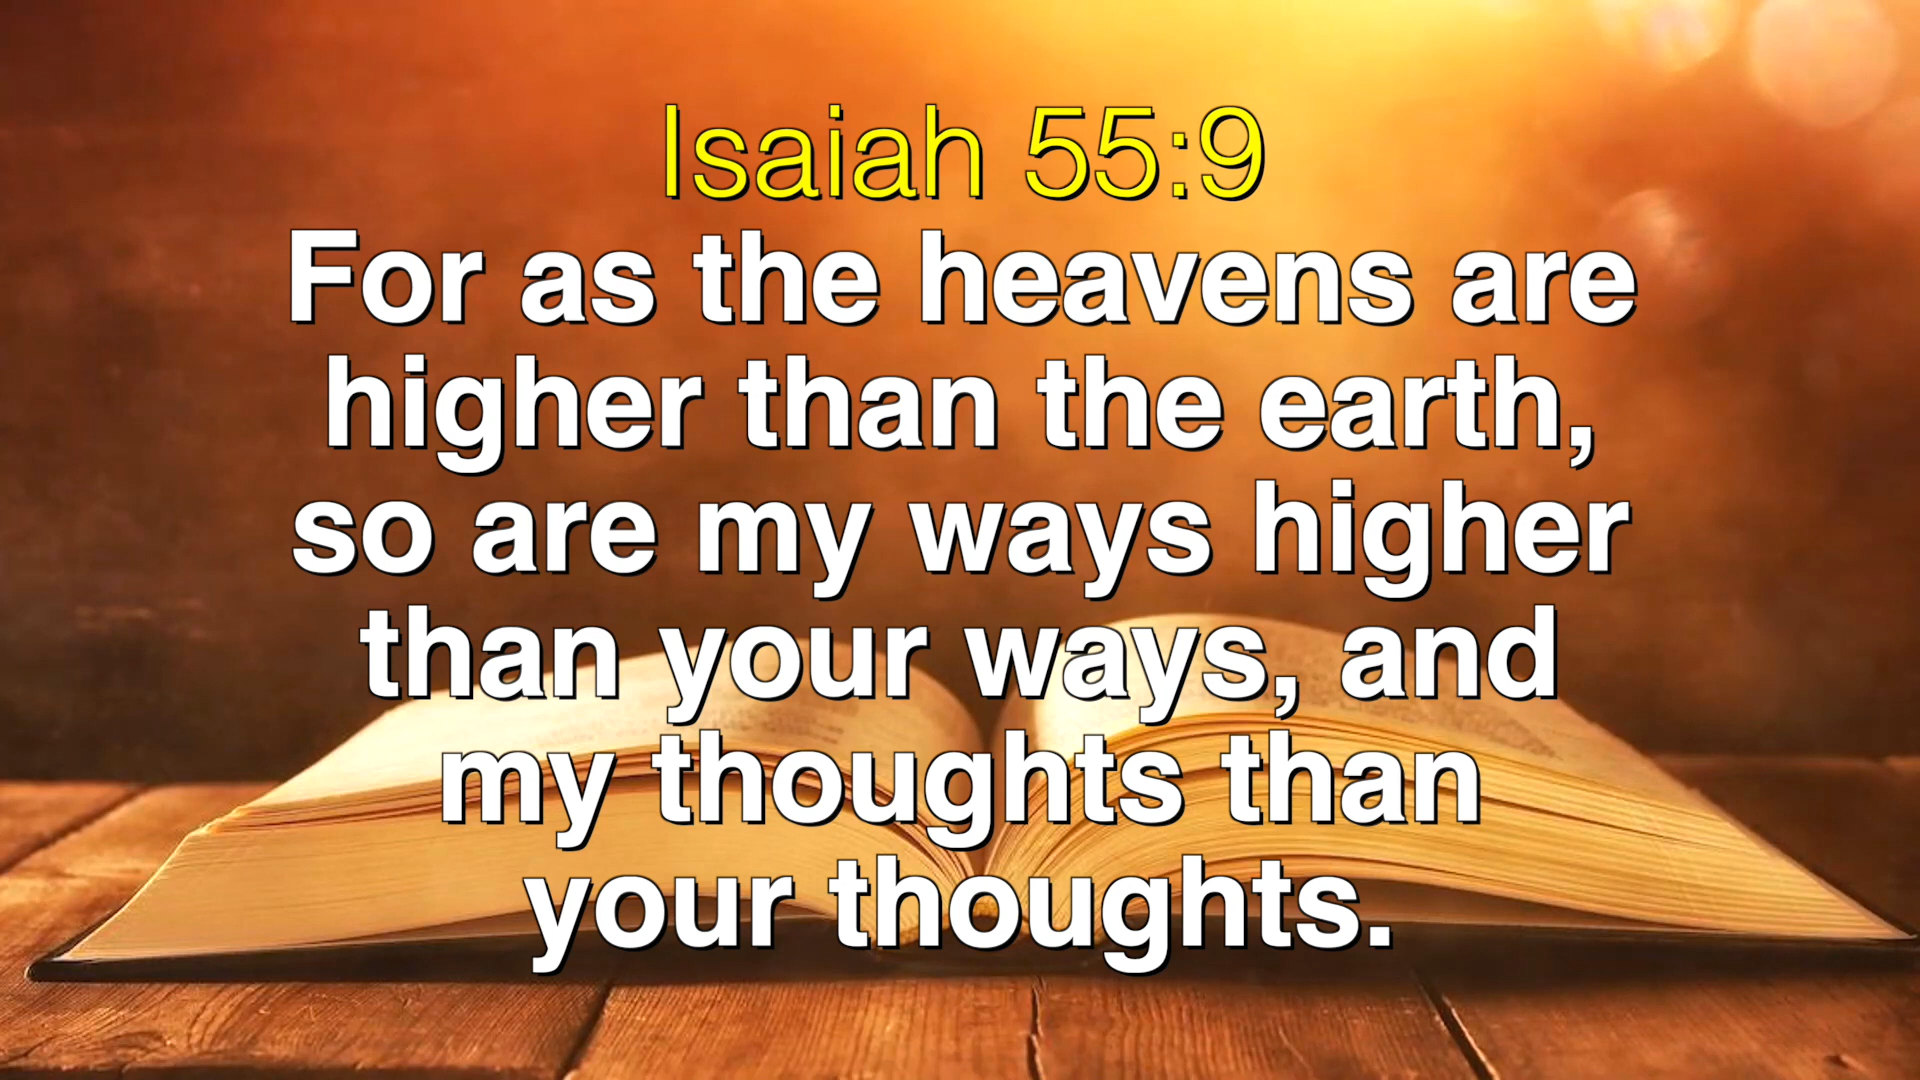 Isaiah 55:9
For as the heavens are
higher than the earth,
so are my ways higher
than your ways, and
my thoughts than
your thoughts.